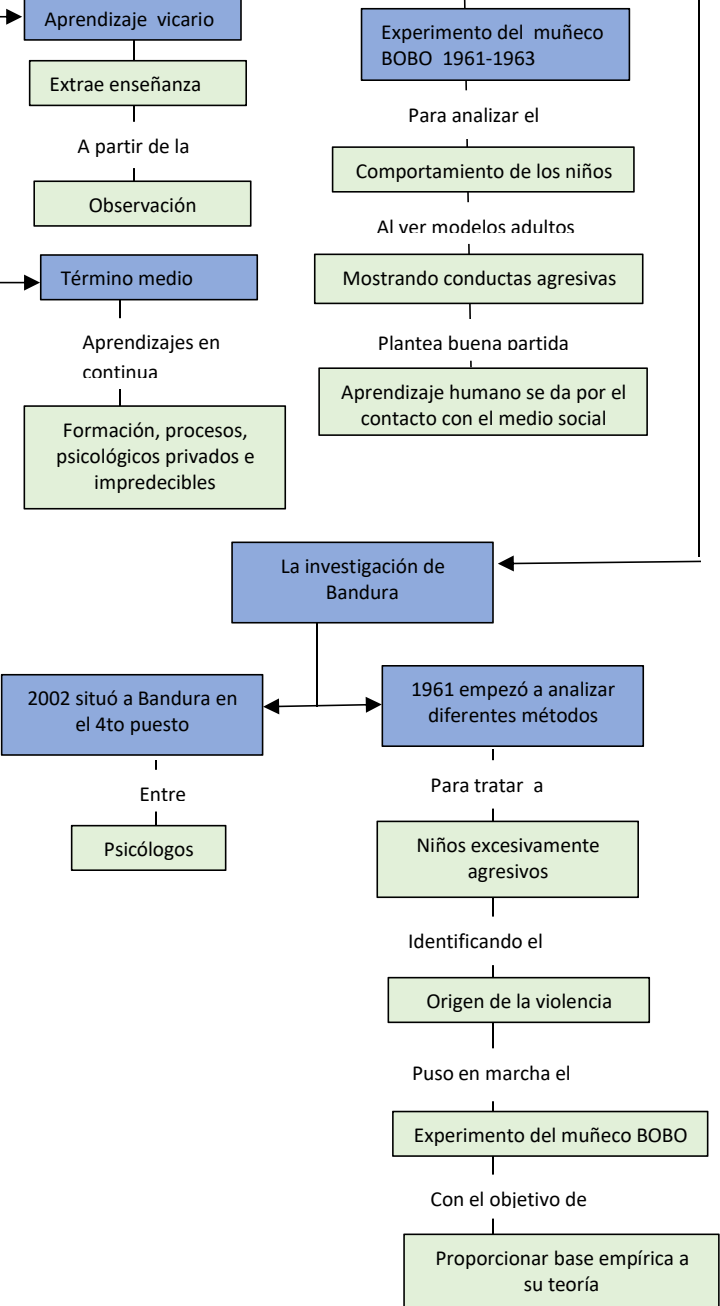 Aprendizaje vicario
Extrae enseñanza
A partir de la
Observación
Término medio
Aprendizajes en
continua
Formación, procesos,
psicológicos privados e
impredecibles
Experimento del muñeco
BOBO 1961-1963
Para analizar el
Comportamiento de los niños
Al ver modelos adultos
Mostrando conductas agresivas
Plantea buena partida
Aprendizaje humano se da por el
contacto con el medio social
La investigación de
Bandura
2002 situó a Bandura en
el 4to puesto
Entre
Psicólogos
1961 empezó a analizar
diferentes métodos
Para tratar a
Niños excesivamente
agresivos
Identificando el
Origen de la violencia
Puso en marcha el
Experimento del muñeco BOBO
Con el objetivo de
Proporcionar base empírica a
su teoría